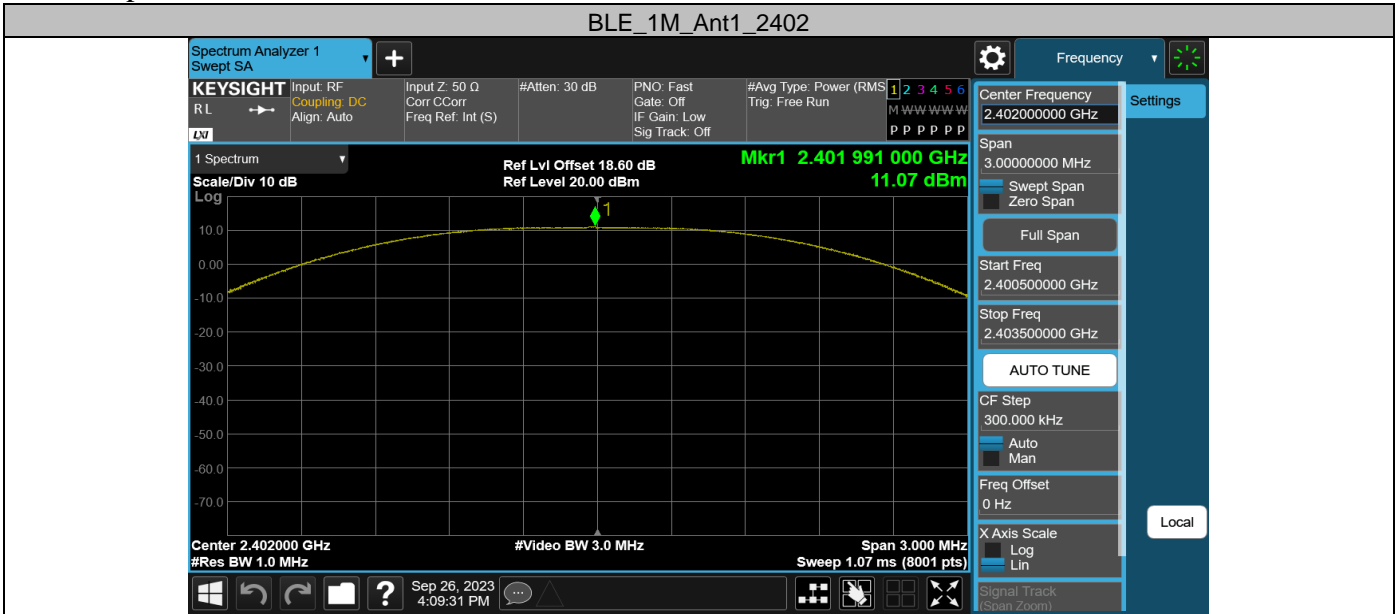 BLE_1M_Ant1_2402
Spectrum Analyzer 1
Swept SA
+
Frequency
KEYSIGHT
RL
LXI
Input: RF
Coupling: DC
Align: Auto
Input Z: 50 Ω
Corr CCorr
Freq Ref: Int (S)
#Atten: 30 dB
PNO: Fast
Gate: Off
IF Gain: Low
Sig Track: Off
#Avg Type: Power (RMS
Trig: Free Run
1 2 3 4 5 6
M W W W W W
P P P P P P
1 Spectrum
Scale/Div 10 dB
Log
Ref Lvl Offset 18.60 dB
Ref Level 20.00 dBm
Mkr1 2.401 991 000 GHz
11.07 dBm
1
10.0
0.00
-10.0
-20.0
-30.0
-40.0
-50.0
-60.0
-70.0
Center 2.402000 GHz
#Res BW 1.0 MHz
#Video BW 3.0 MHz
Span 3.000 MHz
Sweep 1.07 ms (8001 pts)
Center Frequency
2.402000000 GHz
Span
3.00000000 MHz
Swept Span
Zero Span
Full Span
Start Freq
2.400500000 GHz
Stop Freq
2.403500000 GHz
AUTO TUNE
CF Step
300.000 kHz
Auto
Man
Freq Offset
0 Hz
X Axis Scale
Log
Lin
Signal Track
(Span Zoom)
Settings
Local
?
Sep 26, 2023
4:09:31 PM